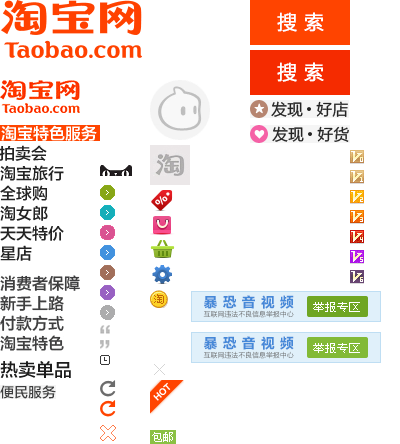 淘宝网
Taobao.com
搜索
搜索
淘宝网
Taobao.com
发现·好店
发现·好货
淘宝特色服务
拍卖会
淘宝旅行
全球购
淘女郎
天天特价
星店
消费者保障
新手上路
付款方式
淘宝特色
热卖单品
便民服务
淘
%
淘
V
V
V
V
V
V
V
暴恐音视频
互联网违法不良信息举报中心
举报专区
暴恐音视频
互联网违法不良信息举报中心
举报专区
HOT
包邮